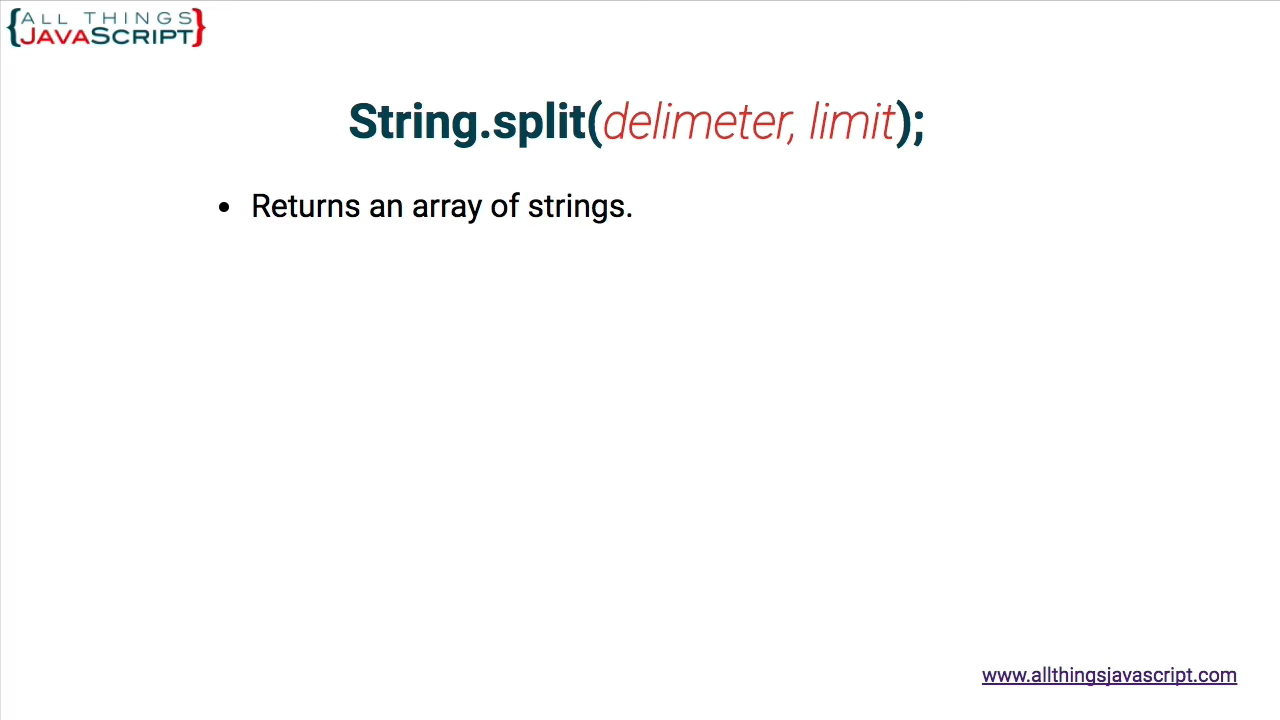 {ALL THINGS
JAVASCRIPT}
String.split(delimeter, limit);
• Returns an array of strings.
www.allthingsjavascript.com